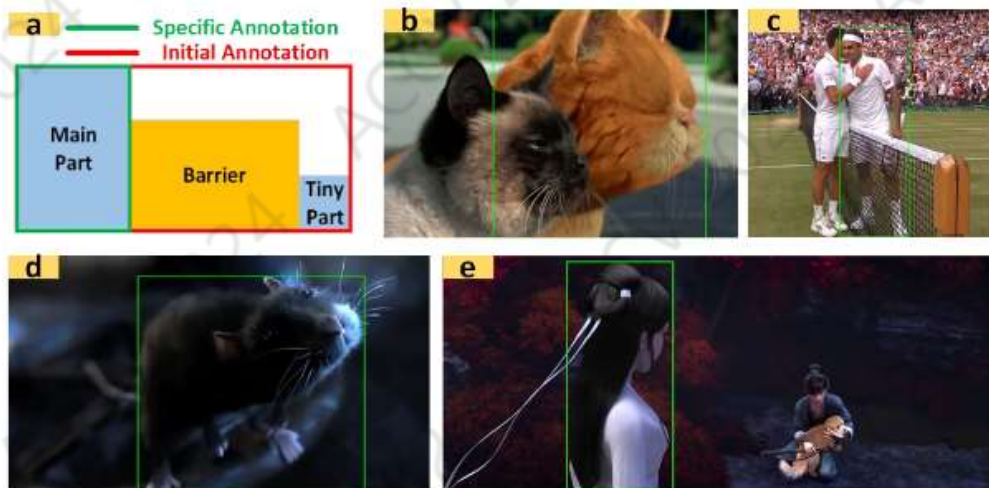 a
Specific Annotation
Initial Annotation
Main
Part
Barrier
Tiny
Part
b
c
d
e